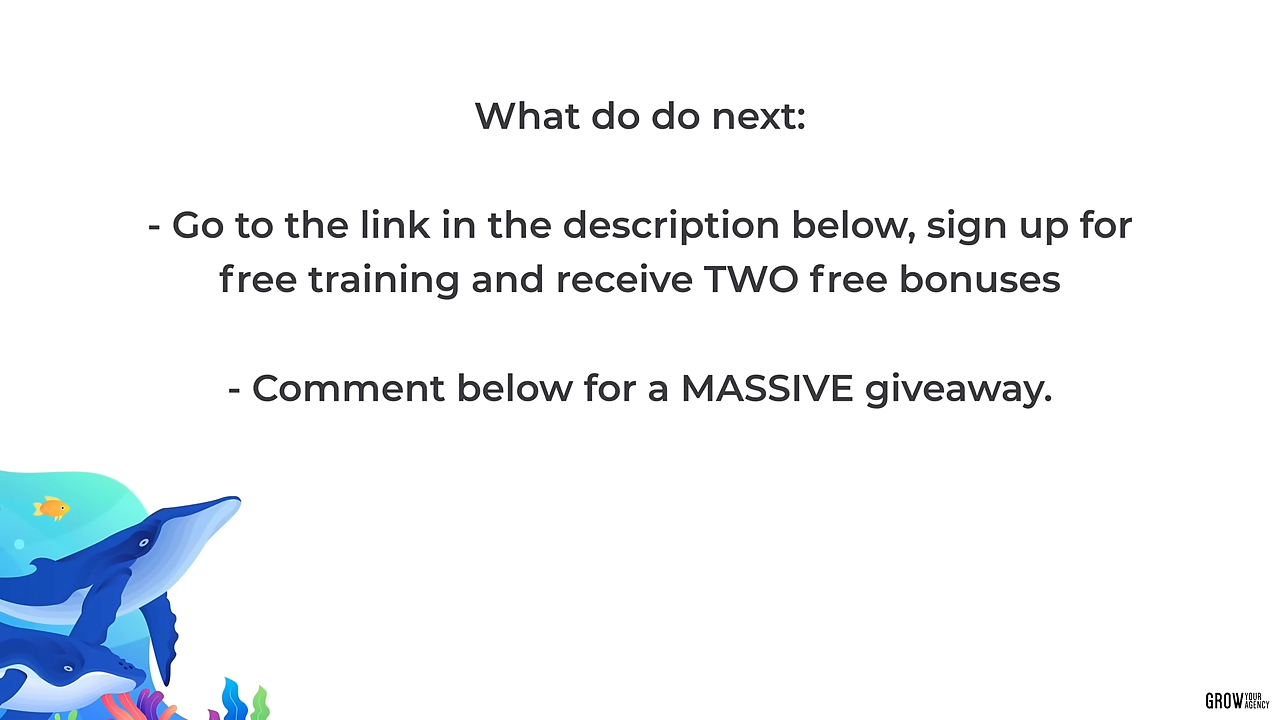 What do do next:
- Go to the link in the description below, sign up for
free training and receive TWO free bonuses
- Comment below for a MASSIVE giveaway.
GROW YOUR AGENCY